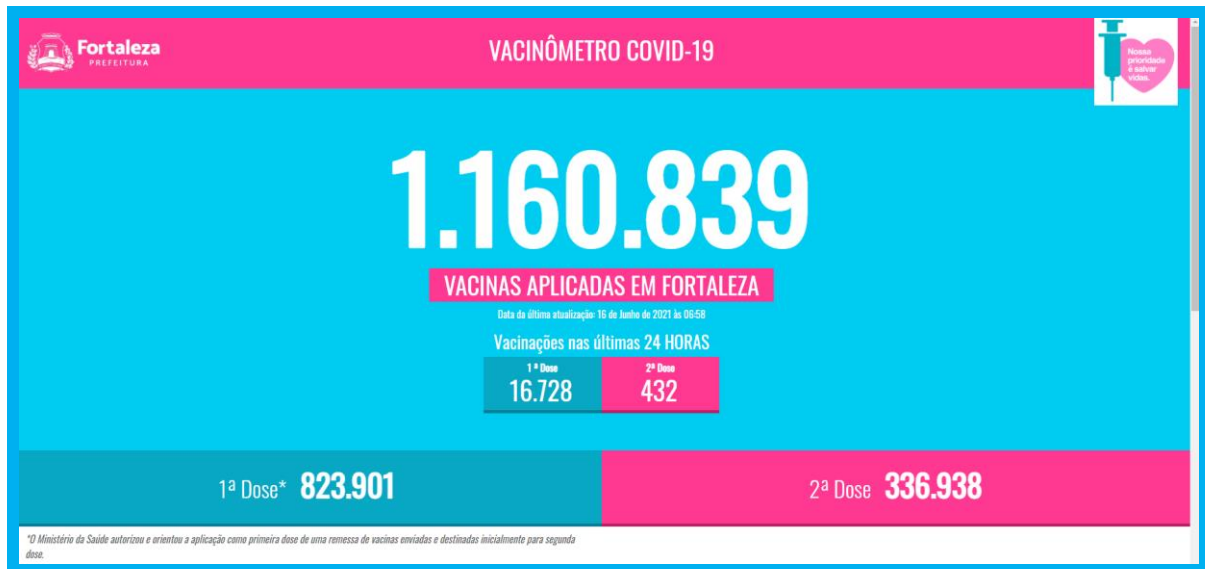 Fortaleza
PREFEITURA
VACINÔMETRO COVID-19
Nossa
prioridade
é salvar
vidas.
1.160.839
VACINAS APLICADAS EM FORTALEZA
Data da última atualização: 16 de Junho de 2021 às 06:58
Vacinações nas últimas 24 HORAS
1 ª Dose
16.728
2ª Dose
432
1ª Dose* 823.901
2ª Dose 336.938
*O Ministério da Saúde autorizou e orientou a aplicação como primeira dose de uma remessa de vacinas enviadas e destinadas inicialmente para segunda
dose.